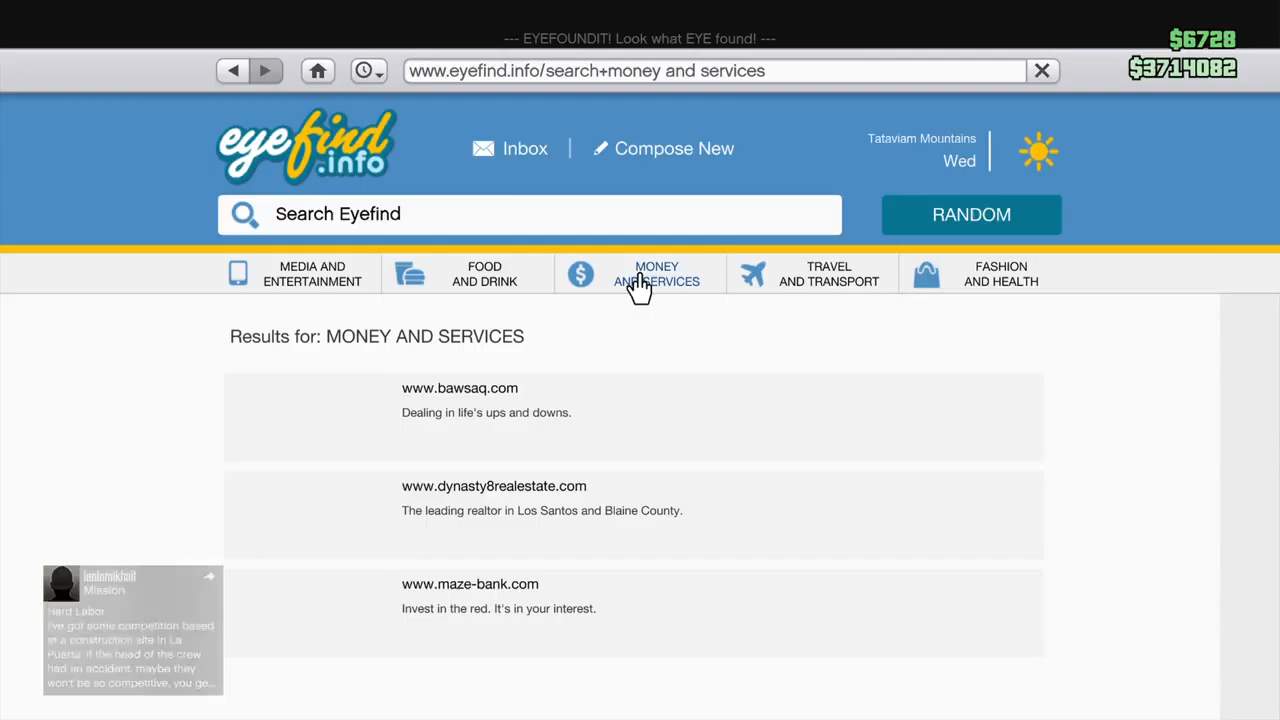 --- EYEFOUNDIT! Look what EYE found! ---
$6728
$3714082
www.eyefind.info/search+money and services
eyefind
.info
Inbox
Compose New
Tataviam Mountains
Wed
Search Eyefind
RANDOM
MEDIA AND
ENTERTAINMENT
FOOD
AND DRINK
MONEY
AND SERVICES
TRAVEL
AND TRANSPORT
FASHION
AND HEALTH
Results for: MONEY AND SERVICES
www.bawsaq.com
Dealing in life's ups and downs.
www.dynasty8realestate.com
The leading realtor in Los Santos and Blaine County.
www.maze-bank.com
Invest in the red. It's in your interest.
Mission
Hard Labor
I've got some competition based
at a construction site in La
Puerta. If the head of the crew
had an accident, maybe they
won't be so competitive, you ge...